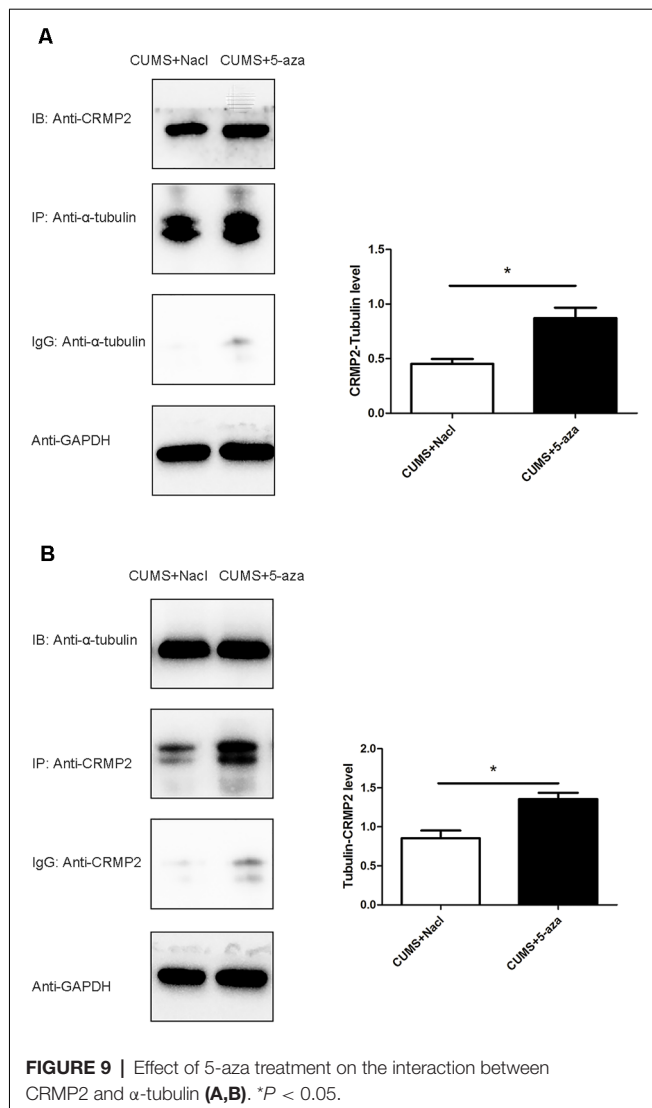 A
CUMS+Nacl CUMS+5-aza
IB: Anti-CRMP2
IP: Anti-α-tubulin
IgG: Anti-α-tubulin
Anti-GAPDH
CRMP2-Tubulin level
1.5
1.0
0.5
0.0
*
CUMS+Nacl
CUMS+5-aza
B
CUMS+Nacl CUMS+5-aza
IB: Anti-α-tubulin
IP: Anti-CRMP2
IgG: Anti-CRMP2
Anti-GAPDH
Tubulin-CRMP2 level
2.0
1.5
1.0
0.5
0.0
*
CUMS+Nacl
CUMS+5-aza
FIGURE 9 | Effect of 5-aza treatment on the interaction between
CRMP2 and α-tubulin (A,B). *P < 0.05.